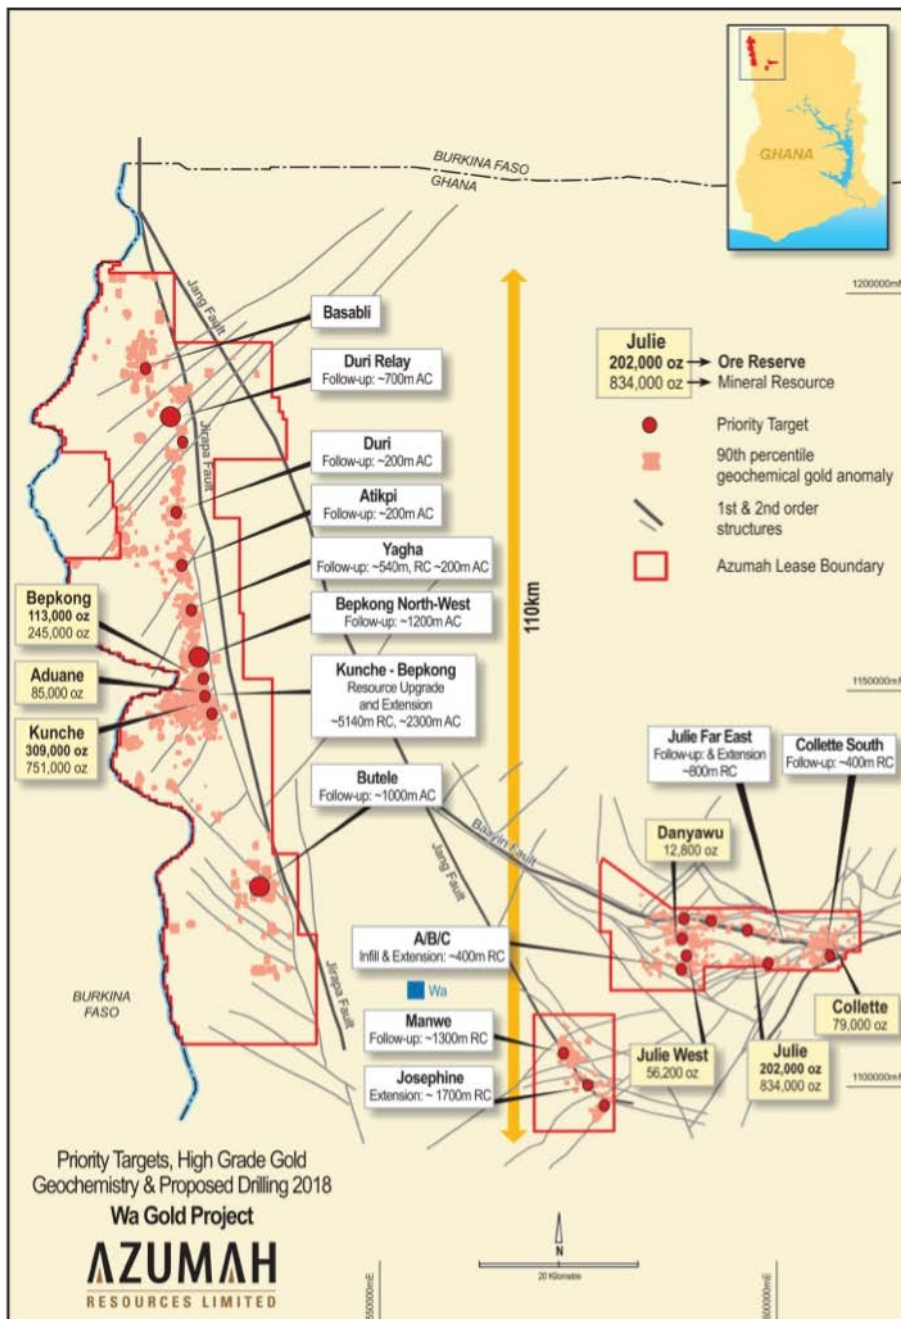 GHANA
BURKINA FASO
GHANA
1200000mN
Jang Fault
Basabli
Duri Relay
Follow-up: ~700m AC
Jirapa Fault
Duri
Follow-up: ~200m AC
Atikpi
Follow-up: ~200m AC
Yagha
Follow-up: ~540m, RC ~200m AC
Bepkong North-West
Follow-up: ~1200m AC
Kunche - Bepkong
Resource Upgrade
and Extension
~5140m RC, ~2300m AC
Butele
Follow-up: ~1000m AC
Bepkong
113,000 oz
245,000 oz
Aduane
85,000 oz
Kunche
309,000 oz
751,000 oz
110km
Julie
202,000 oz
834,000 oz
Ore Reserve
Mineral Resource
Priority Target
90th percentile
geochemical gold anomaly
1st & 2nd order
structures
Azumah Lease Boundary
1150000mN
Julie Far East
Follow-up: & Extension
~800m RC
Collette South
Follow-up: ~400m RC
Danyawu
12,800 oz
Baayiri Fault
Jang Fault
A/B/C
Infill & Extension: ~400m RC
Wa
Jirapa Fault
BURKINA
FASO
Manwe
Follow-up: ~1300m RC
Josephine
Extension: ~ 1700m RC
Julie West
56,200 oz
Julie
202,000 oz
834,000 oz
Collette
79,000 oz
1100000mN
Priority Targets, High Grade Gold
Geochemistry & Proposed Drilling 2018
Wa Gold Project
AZUMAH
RESOURCES LIMITED
N
20 Kilometre